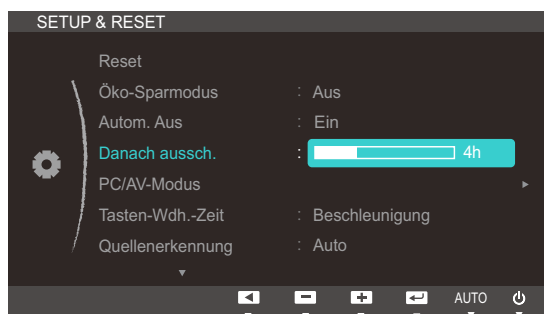 SETUP & RESET
Reset
Öko-Sparmodus : Aus
Autom. Aus : Ein
Danach aussch. : 4h
PC/AV-Modus
Tasten-Wdh.-Zeit : Beschleunigung
Quellenerkennung : Auto
AUTO